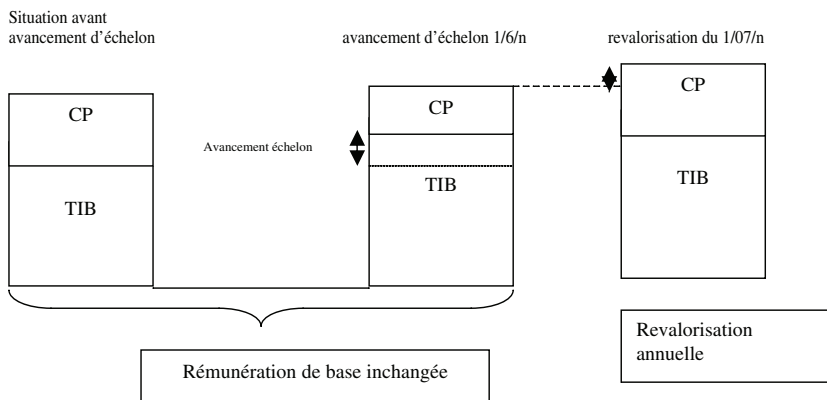 Situation avant
avancement d'échelon
avancement d'échelon 1/6/n
revalorisation du 1/07/n
CP
CP
CP
Avancement échelon
TIB
TIB
TIB
Rémunération de base inchangée
Revalorisation
annuelle